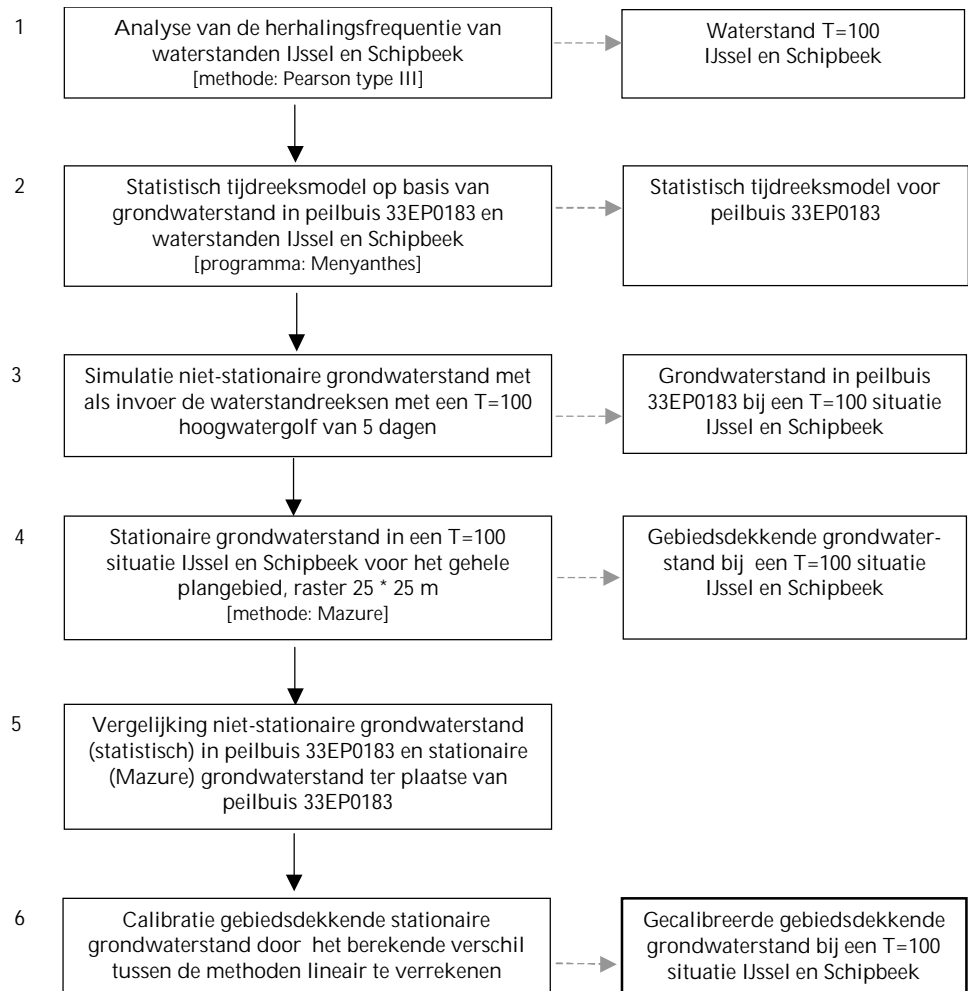 1
Analyse van de herhalingsfrequentie van
waterstanden IJssel en Schipbeek
[methode: Pearson type III]
Waterstand T=100
IJssel en Schipbeek
2
Statistisch tijdreeksmodel op basis van
grondwaterstand in peilbuis 33EP0183 en
waterstanden IJssel en Schipbeek
[programma: Menyanthes]
Statistisch tijdreeksmodel voor
peilbuis 33EP0183
3
Simulatie niet-stationaire grondwaterstand met
als invoer de waterstandreeksen met een T=100
hoogwatergolf van 5 dagen
Grondwaterstand in peilbuis
33EP0183 bij een T=100 situatie
IJssel en Schipbeek
4
Stationaire grondwaterstand in een T=100
situatie IJssel en Schipbeek voor het gehele
plangebied, raster 25 * 25 m
[methode: Mazure]
Gebiedsdekkende grondwater-
stand bij een T=100 situatie
IJssel en Schipbeek
5
Vergelijking niet-stationaire grondwaterstand
(statistisch) in peilbuis 33EP0183 en stationaire
(Mazure) grondwaterstand ter plaatse van
peilbuis 33EP0183
6
Calibratie gebiedsdekkende stationaire
grondwaterstand door het berekende verschil
tussen de methoden lineair te verrekenen
Gecalibreerde gebiedsdekkende
grondwaterstand bij een T=100
situatie IJssel en Schipbeek